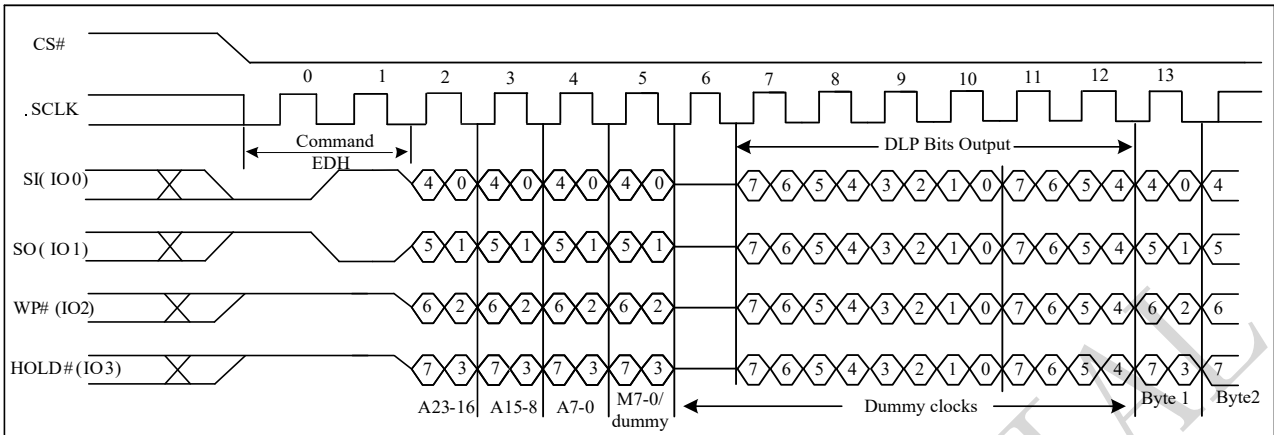 CS#
0 1 2 3 4 5 6 7 8 9 10 11 12 13
.SCLK
Command
EDH
DLP Bits Output
SI( IO0) 4 0 4 0 4 0 4 0 7 6 5 4 3 2 1 0 7 6 5 4 4 0 4
SO( IO1) 5 1 5 1 5 1 5 1 7 6 5 4 3 2 1 0 7 6 5 4 5 1 5
WP# (IO2) 6 2 6 2 6 2 6 2 7 6 5 4 3 2 1 0 7 6 5 4 6 2 6
HOLD#(IO3) 7 3 7 3 7 3 7 3 7 6 5 4 3 2 1 0 7 6 5 4 7 3 7
A23-16 A15-8 A7-0 M7-0/
dummy
Dummy clocks
Byte 1 Byte2